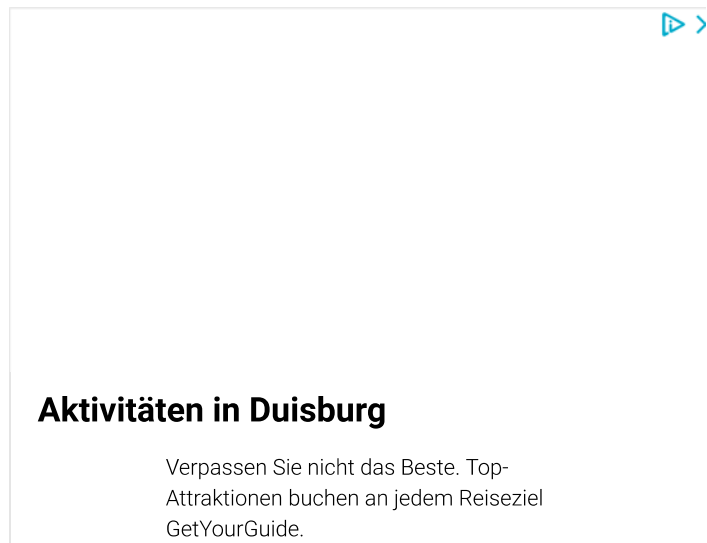 Aktivitäten in Duisburg
Verpassen Sie nicht das Beste. Top-
Attraktionen buchen an jedem Reiseziel
GetYourGuide.